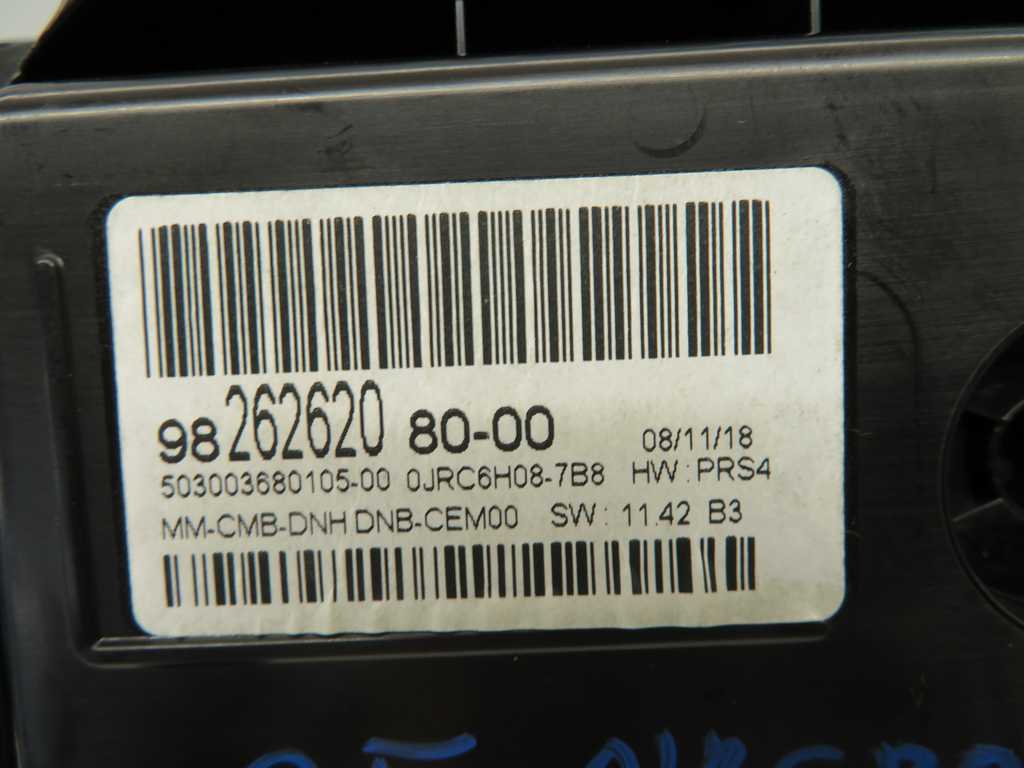 98 262620 80-00 08/11/18
503003680105-00 0JRC6H08-7B8 HW: PRS4
MM-CMB-DNH DNB-CEM00 SW: 11.42 B3